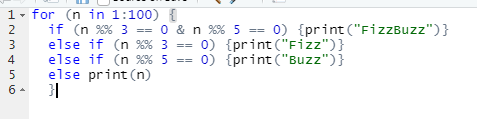 1 for (n in 1:100) {
2 if (n %% 3 == 0 & n %% 5 == 0) {print("FizzBuzz")}
3 else if (n %% 3 == 0) {print("Fizz")}
4 else if (n %% 5 == 0) {print("Buzz")}
5 else print(n)
6 }